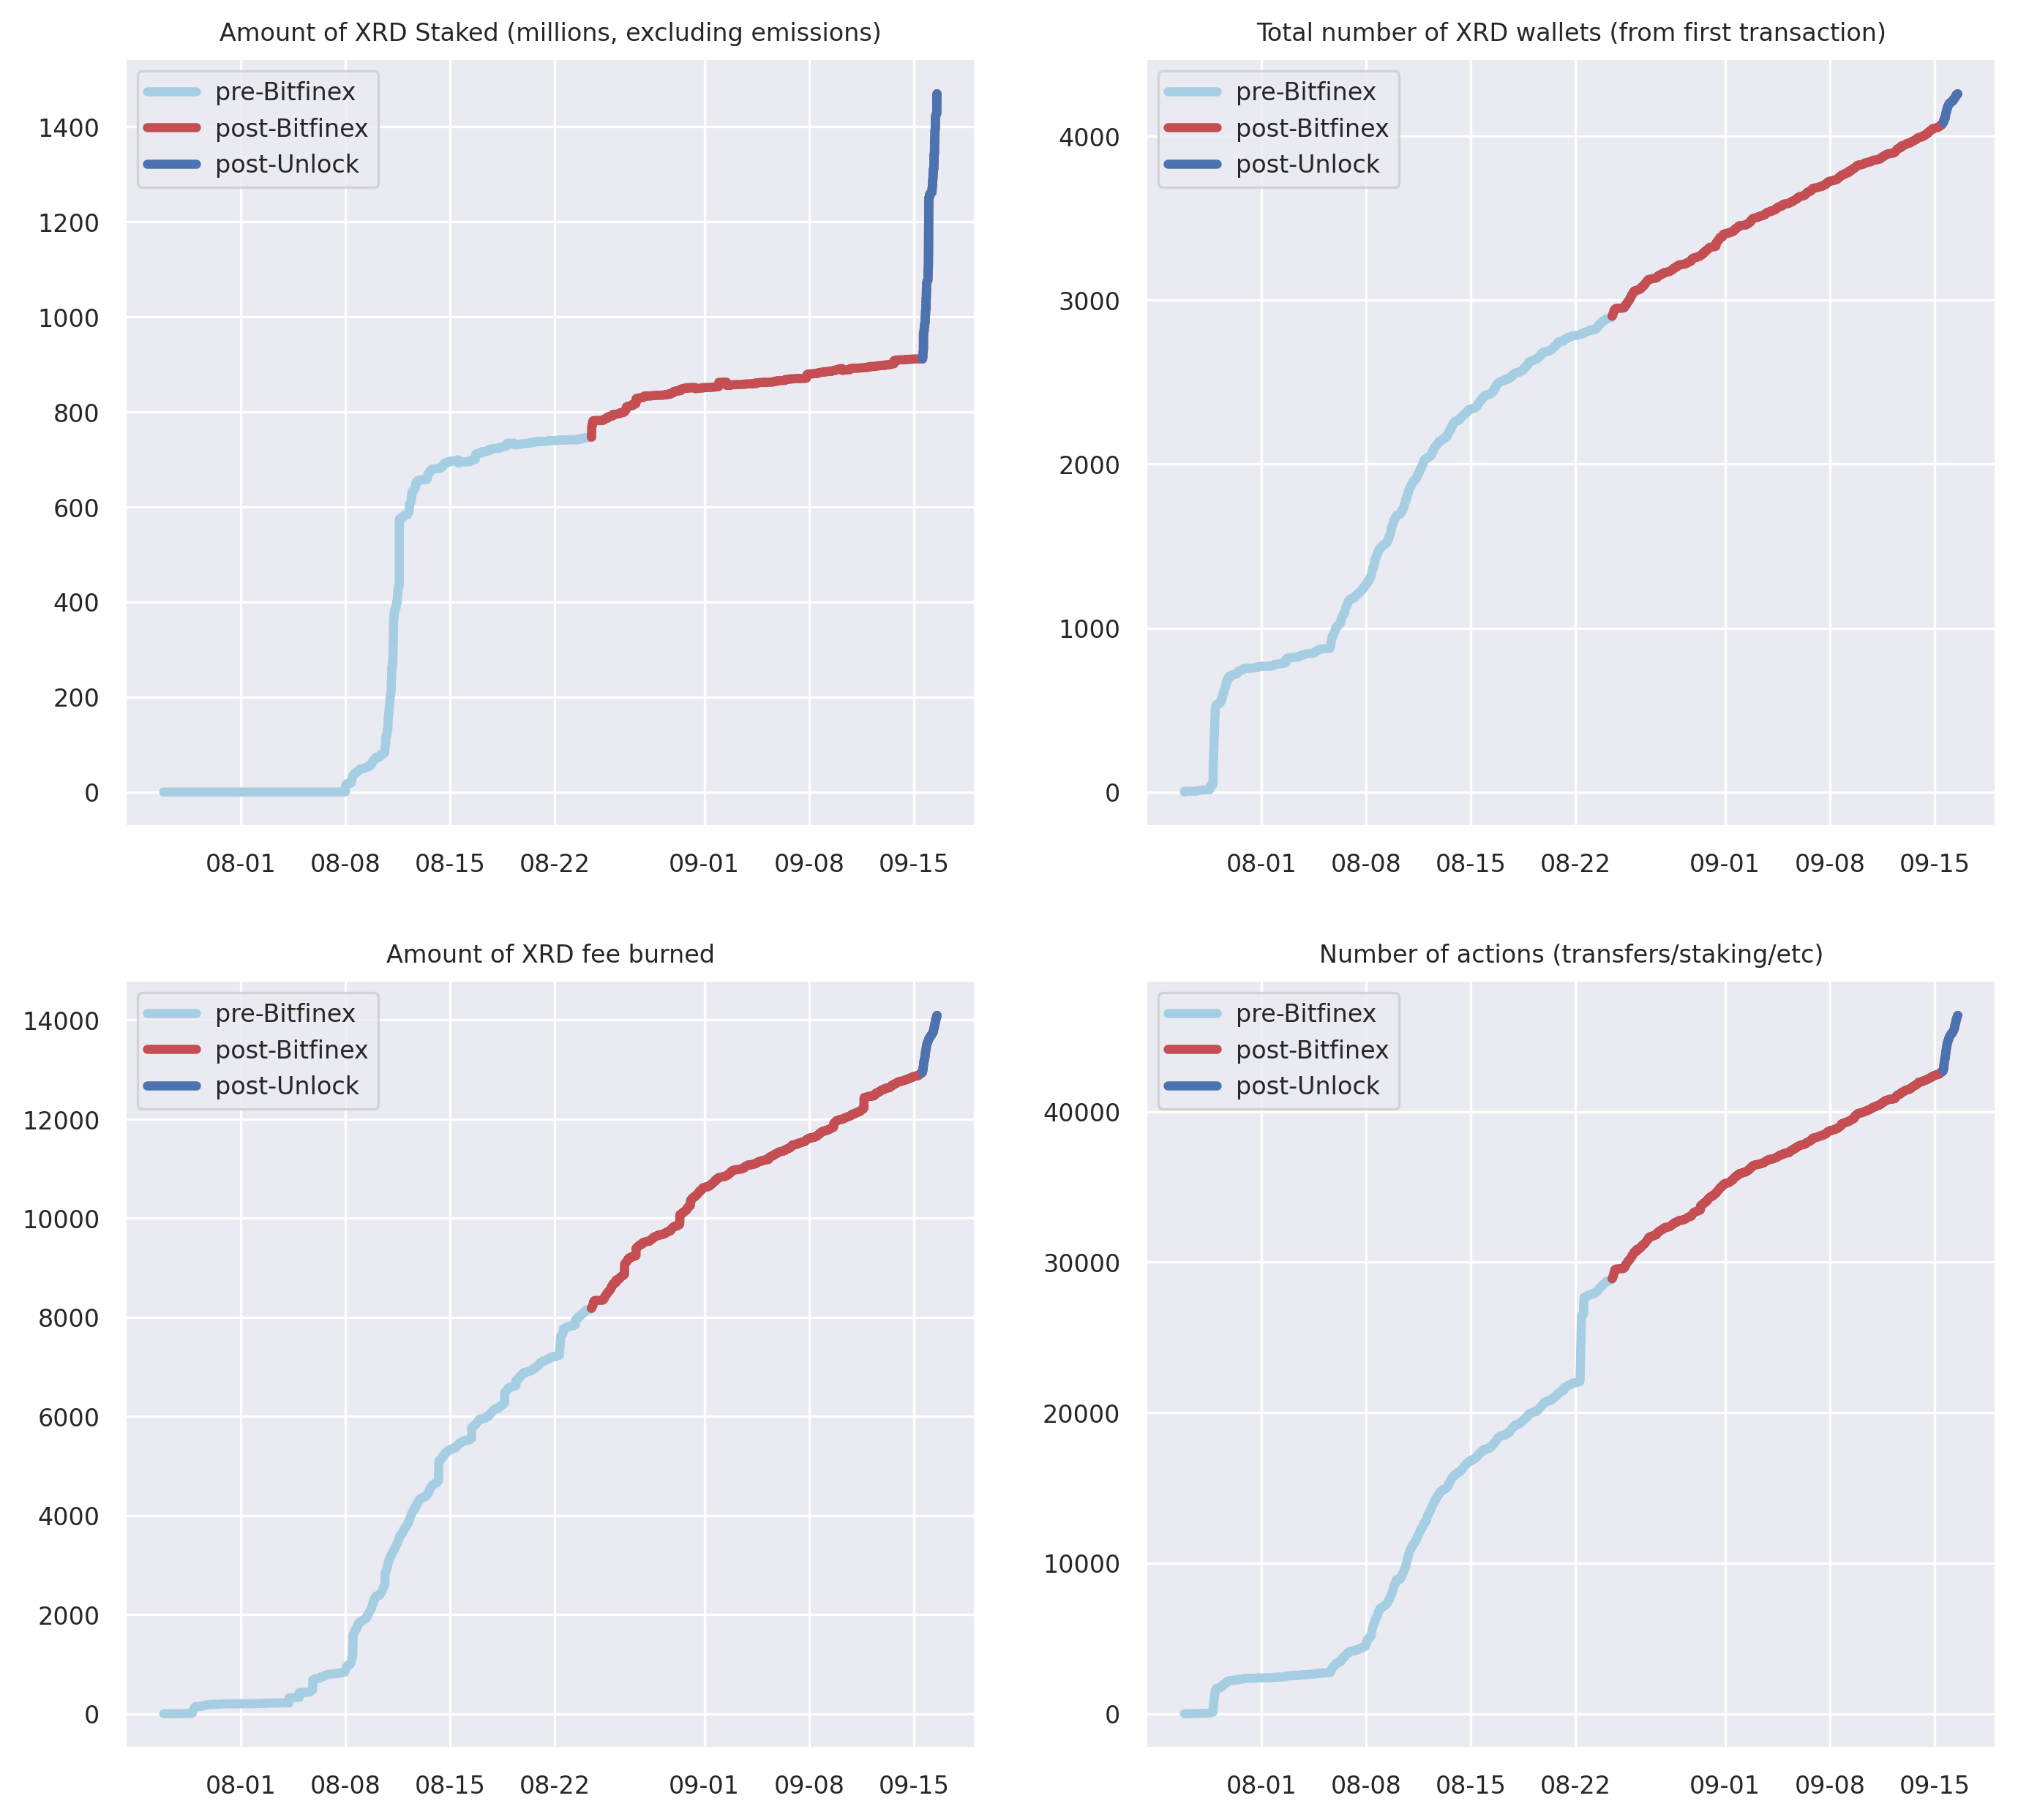 Amount of XRD Staked (millions, excluding emissions)
pre-Bitfinex
post-Bitfinex
post-Unlock
1400
1200
1000
800
600
400
200
0
08-01 08-08 08-15 08-22 09-01 09-08 09-15
Total number of XRD wallets (from first transaction)
pre-Bitfinex
post-Bitfinex
post-Unlock
4000
3000
2000
1000
0
08-01 08-08 08-15 08-22 09-01 09-08 09-15
Amount of XRD fee burned
pre-Bitfinex
post-Bitfinex
post-Unlock
14000
12000
10000
8000
6000
4000
2000
0
08-01 08-08 08-15 08-22 09-01 09-08 09-15
Number of actions (transfers/staking/etc)
pre-Bitfinex
post-Bitfinex
post-Unlock
40000
30000
20000
10000
0
08-01 08-08 08-15 08-22 09-01 09-08 09-15